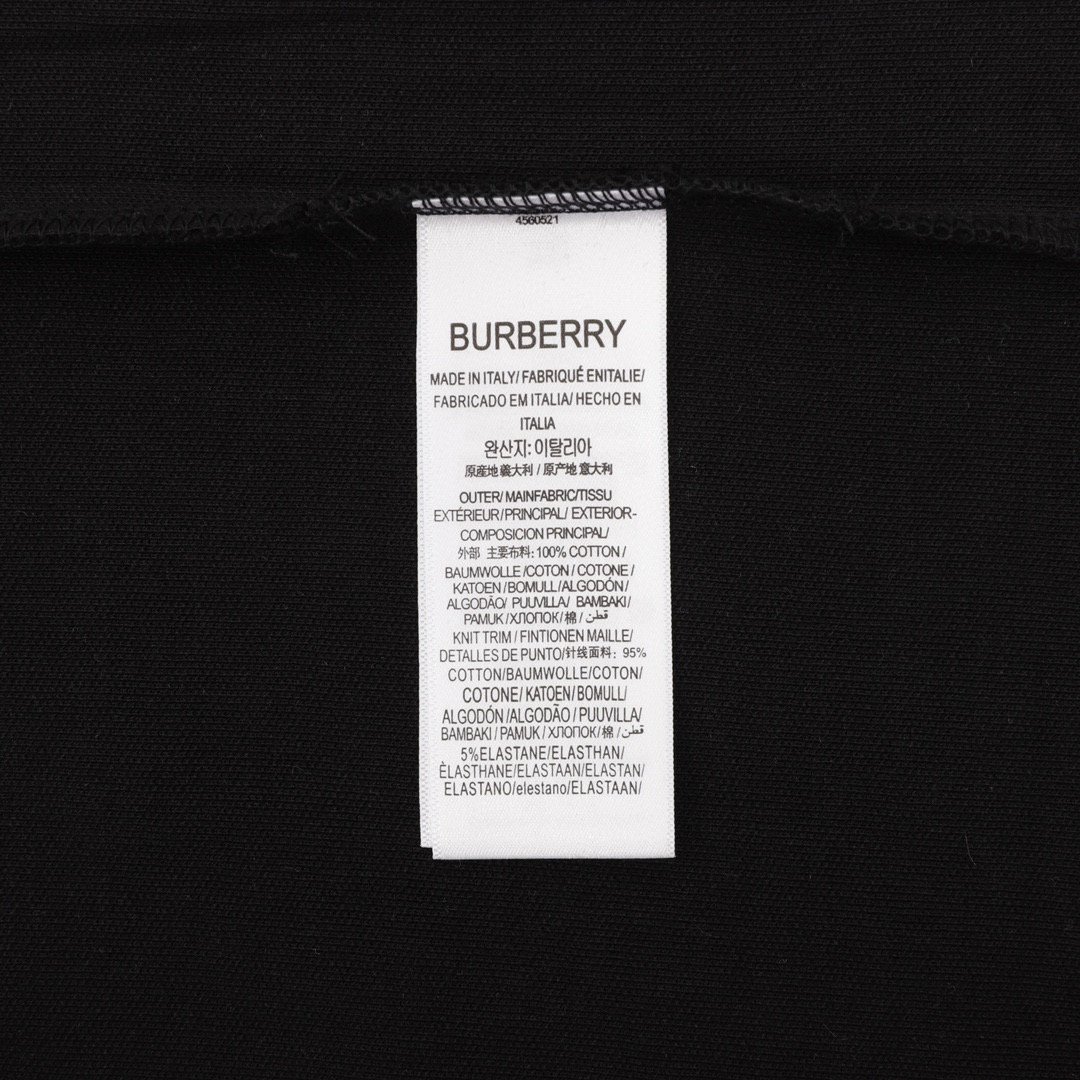 4560521
BURBERRY
MADE IN ITALY/ FABRIQUÉ ENITALIE/
FABRICADO EM ITALIA/ HECHO EN
ITALIA
완산지: 이탈리아
原産地 義大利 / 原产地 意大利
OUTER/ MAINFABRIC/TISSU
EXTÉRIEUR/PRINCIPAL/ EXTERIOR-
COMPOSICION PRINCIPAL/
外部 主要布料: 100% COTTON /
BAUMWOLLE /COTON / COTONE /
KATOEN / BOMULL / ALGODÓN /
ALGODÃO/ PUUVILLA/ BAMBAKI/
PAMUK / ХЛОПОК/ 棉 / قطن /
KNIT TRIM / FINTIONEN MAILLE/
DETALLES DE PUNTO/针线面料: 95%
COTTON/BAUMWOLLE/COTON/
COTONE/ KATOEN/ BOMULL/
ALGODÓN /ALGODÃO / PUUVILLA/
BAMBAKI / PAMUK / ХЛОПОК/棉 / قطن/
5%ELASTANE/ELASTHAN/
ÈLASTHANE/ELASTAAN/ELASTAN/
ELASTANO/elestano/ELASTAAN/